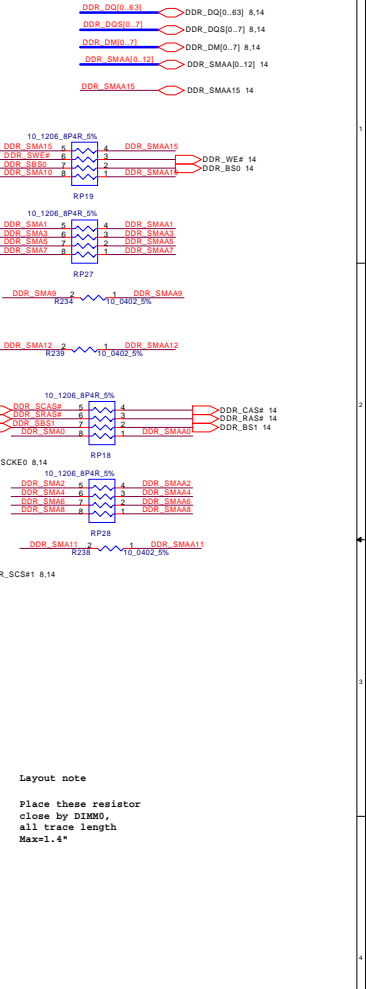 DDR_DQ[0..63] DDR_DQ[0..63] 8,14
DDR_DQS[0..7] DDR_DQS[0..7] 8,14
DDR_DM[0..7] DDR_DM[0..7] 8,14
DDR_SMAA[0..12] DDR_SMAA[0..12] 14
DDR_SMAA15 DDR_SMAA15 14
1
10_1206_8P4R_5%
DDR_SMA15 5 4 DDR_SMAA15
DDR_SWE# 6 3 DDR_WE# 14
DDR_SBS0 7 2 DDR_BS0 14
DDR_SMA10 8 1 DDR_SMAA10
RP19
10_1206_8P4R_5%
DDR_SMA1 5 4 DDR_SMAA1
DDR_SMA3 6 3 DDR_SMAA3
DDR_SMA5 7 2 DDR_SMAA5
DDR_SMA7 8 1 DDR_SMAA7
RP27
DDR_SMA9 2 1 DDR_SMAA9
R234 10_0402_5%
DDR_SMA12 2 1 DDR_SMAA12
R239 10_0402_5%
10_1206_8P4R_5%
2
DDR_SCAS# 5 4 DDR_CAS# 14
DDR_SRAS# 6 3 DDR_RAS# 14
DDR_SBS1 7 2 DDR_BS1 14
DDR_SMA0 8 1 DDR_SMAA0
RP18
SCKE0 8,14
10_1206_8P4R_5%
DDR_SMA2 5 4 DDR_SMAA2
DDR_SMA4 6 3 DDR_SMAA4
DDR_SMA6 7 2 DDR_SMAA6
DDR_SMA8 8 1 DDR_SMAA8
RP28
DDR_SMA11 2 1 DDR_SMAA11
R238 10_0402_5%
R_SCS#1 8,14
3
Layout note
Place these resistor
close by DIMM0,
all trace length
Max=1.4"
4